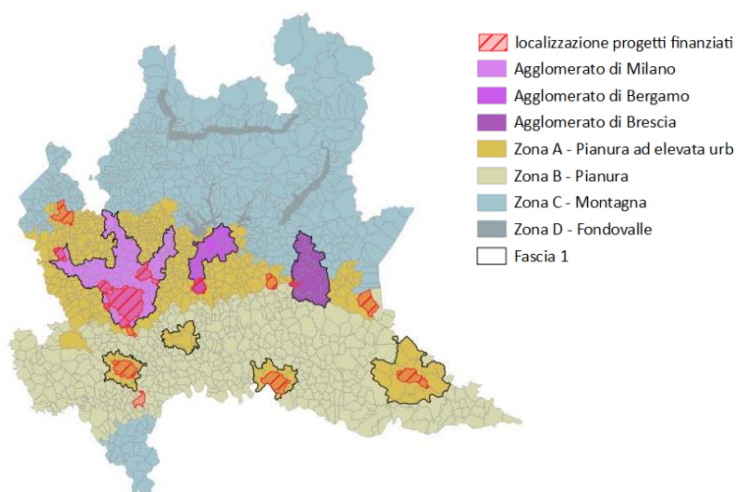 localizzazione progetti finanziati
Agglomerato di Milano
Agglomerato di Bergamo
Agglomerato di Brescia
Zona A - Pianura ad elevata urb
Zona B - Pianura
Zona C - Montagna
Zona D - Fondovalle
Fascia 1